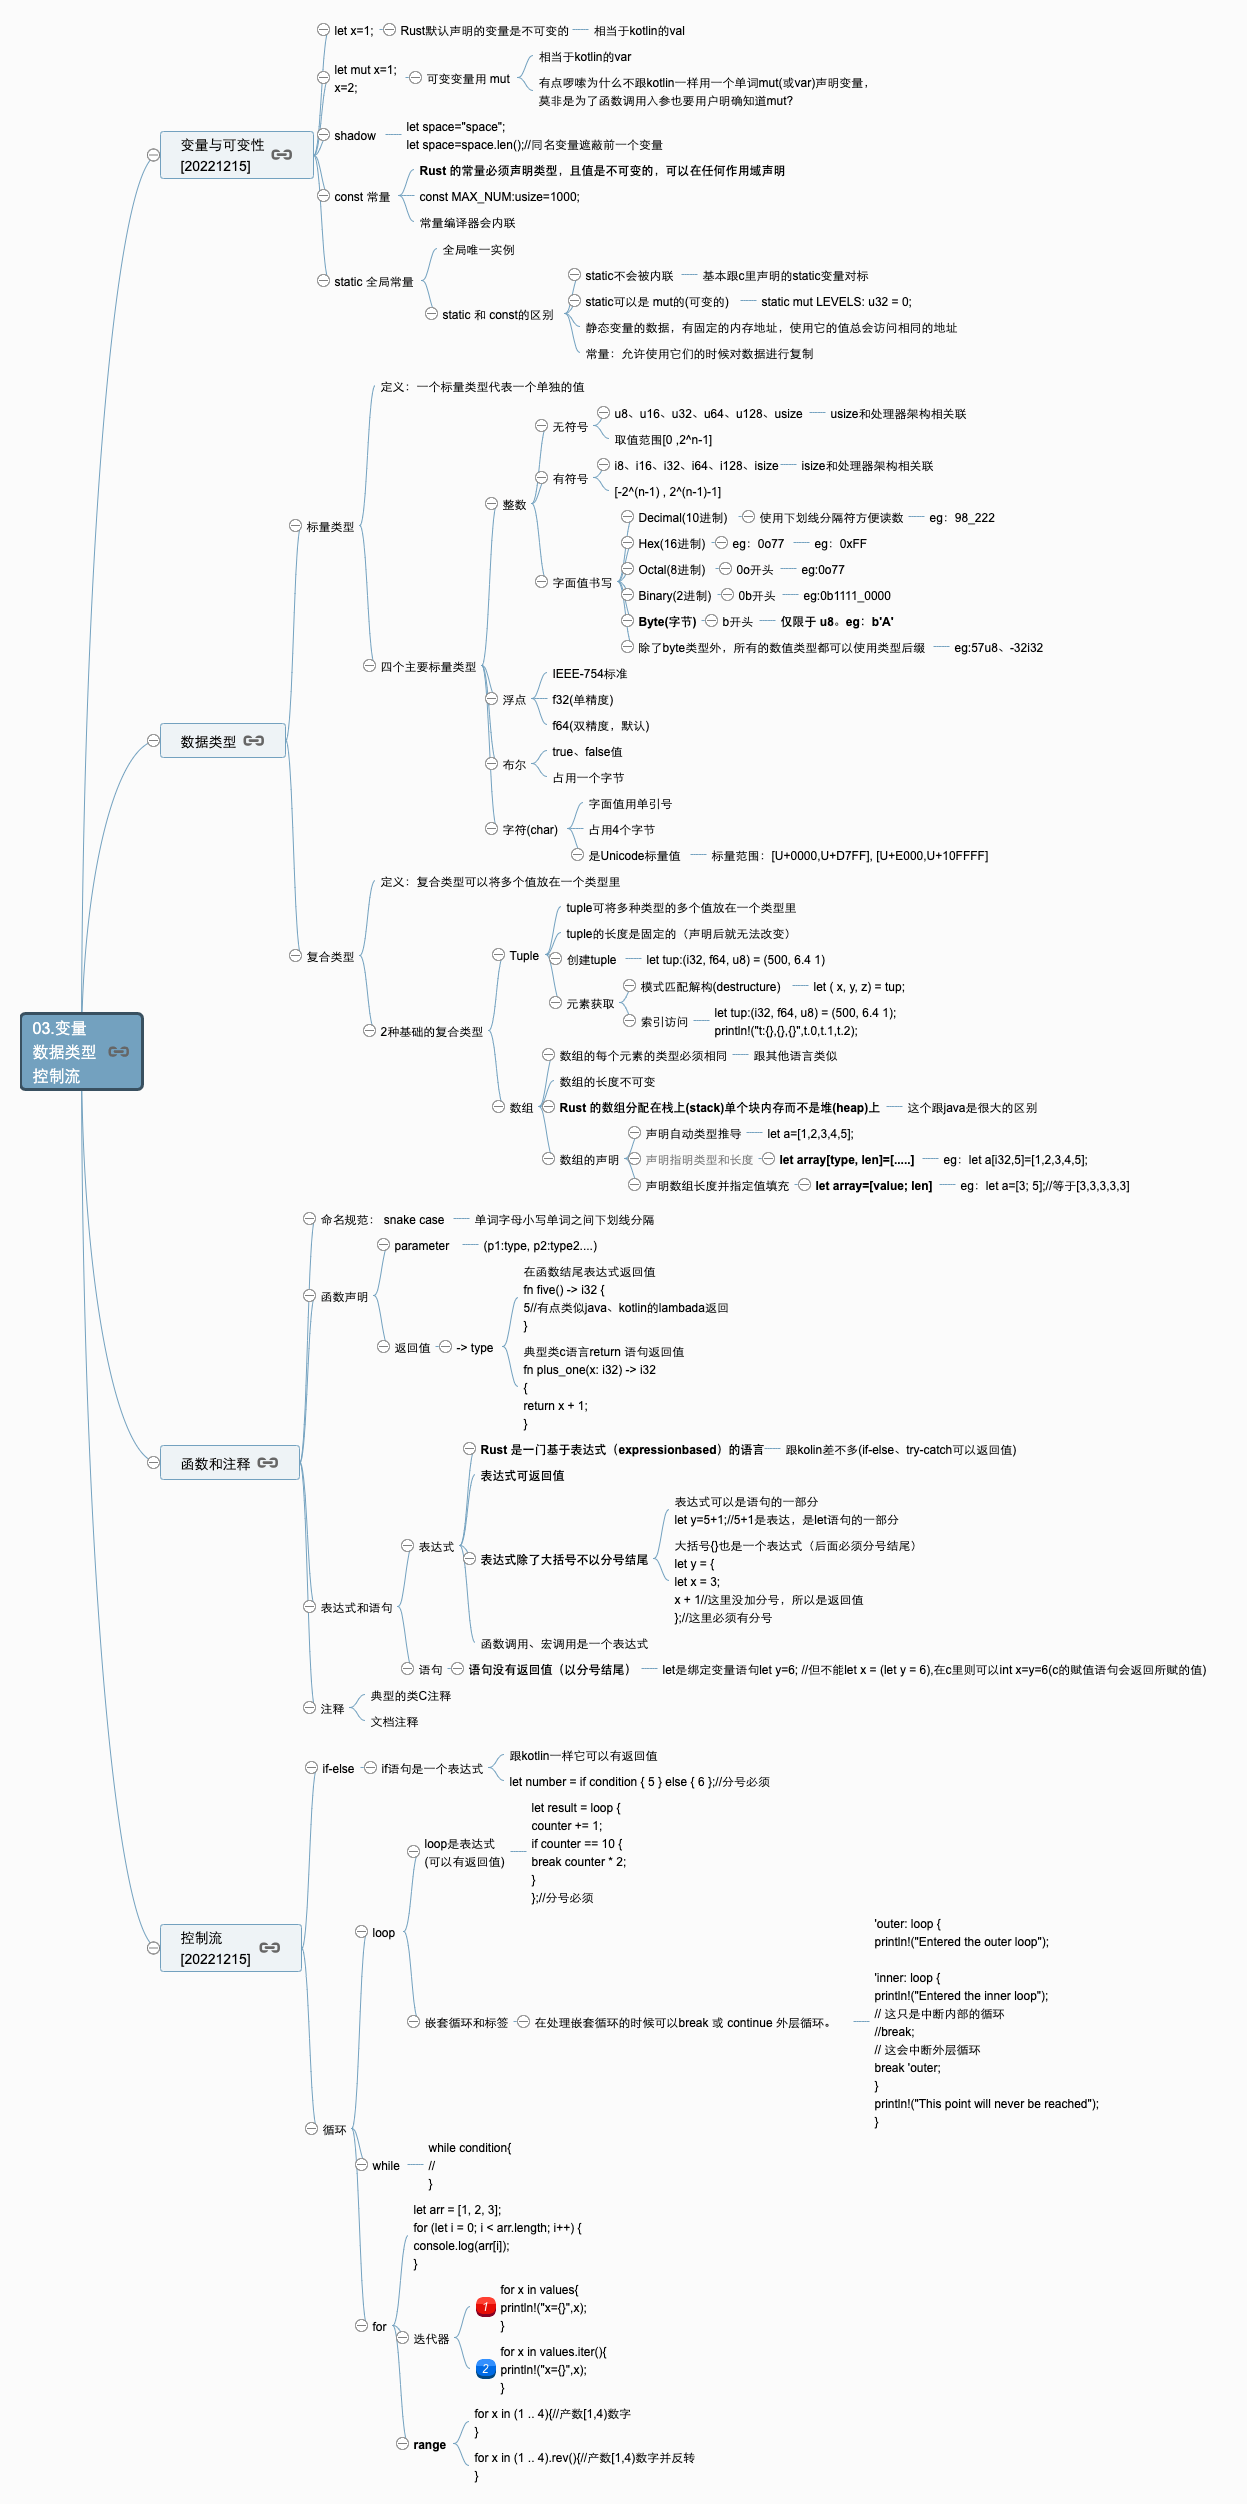 03.变量
数据类型
控制流
变量与可变性
[20221215]
let x=1;
Rust默认声明的变量是不可变的
相当于kotlin的val
let mut x=1;
x=2;
可变变量用 mut
相当于kotlin的var
有点啰嗦为什么不跟kotlin一样用一个单词mut(或var)声明变量，
莫非是为了函数调用入参也要用户明确知道mut?
shadow
let space="space";
let space=space.len();//同名变量遮蔽前一个变量
const 常量
Rust 的常量必须声明类型，且值是不可变的，可以在任何作用域声明
const MAX_NUM:usize=1000;
常量编译器会内联
static 全局常量
全局唯一实例
static 和 const的区别
static不会被内联
基本跟c里声明的static变量对标
static可以是 mut的(可变的)
static mut LEVELS: u32 = 0;
静态变量的数据，有固定的内存地址，使用它的值总会访问相同的地址
常量：允许使用它们的时候对数据进行复制
数据类型
标量类型
定义：一个标量类型代表一个单独的值
四个主要标量类型
整数
无符号
u8、u16、u32、u64、u128、usize
usize和处理器架构相关联
取值范围[0 ,2^n-1]
有符号
i8、i16、i32、i64、i128、isize
isize和处理器架构相关联
[-2^(n-1) , 2^(n-1)-1]
字面值书写
Decimal(10进制)
使用下划线分隔符方便读数
eg：98_222
Hex(16进制)
eg：0o77
eg：0xFF
Octal(8进制)
0o开头
eg:0o77
Binary(2进制)
0b开头
eg:0b1111_0000
Byte(字节)
b开头
仅限于 u8。eg：b'A'
除了byte类型外，所有的数值类型都可以使用类型后缀
eg:57u8、-32i32
浮点
IEEE-754标准
f32(单精度)
f64(双精度，默认)
布尔
true、false值
占用一个字节
字符(char)
字面值用单引号
占用4个字节
是Unicode标量值
标量范围：[U+0000,U+D7FF], [U+E000,U+10FFFF]
复合类型
定义：复合类型可以将多个值放在一个类型里
2种基础的复合类型
Tuple
tuple可将多种类型的多个值放在一个类型里
tuple的长度是固定的（声明后就无法改变）
创建tuple
let tup:(i32, f64, u8) = (500, 6.4 1)
元素获取
模式匹配解构(destructure)
let ( x, y, z) = tup;
索引访问
let tup:(i32, f64, u8) = (500, 6.4 1);
println!("t:{},{},{}",t.0,t.1,t.2);
数组
数组的每个元素的类型必须相同
跟其他语言类似
数组的长度不可变
Rust 的数组分配在栈上(stack)单个块内存而不是堆(heap)上
这个跟java是很大的区别
数组的声明
声明自动类型推导
let a=[1,2,3,4,5];
声明指明类型和长度
let array[type, len]=[.....]
eg：let a[i32,5]=[1,2,3,4,5];
声明数组长度并指定值填充
let array=[value; len]
eg：let a=[3; 5];//等于[3,3,3,3,3]
函数和注释
命名规范： snake case
单词字母小写单词之间下划线分隔
函数声明
parameter
(p1:type, p2:type2....)
返回值
-> type
在函数结尾表达式返回值
fn five() -> i32 {
5//有点类似java、kotlin的lambada返回
}
典型类c语言return 语句返回值
fn plus_one(x: i32) -> i32
{
return x + 1;
}
表达式和语句
表达式
Rust 是一门基于表达式（expressionbased）的语言
跟kolin差不多(if-else、try-catch可以返回值)
表达式可返回值
表达式除了大括号不以分号结尾
表达式可以是语句的一部分
let y=5+1;//5+1是表达，是let语句的一部分
大括号{}也是一个表达式（后面必须分号结尾）
let y = {
let x = 3;
x + 1//这里没加分号，所以是返回值
};//这里必须有分号
函数调用、宏调用是一个表达式
语句
语句没有返回值（以分号结尾）
let是绑定变量语句let y=6; //但不能let x = (let y = 6),在c里则可以int x=y=6(c的赋值语句会返回所赋的值)
注释
典型的类C注释
文档注释
控制流
[20221215]
if-else
if语句是一个表达式
跟kotlin一样它可以有返回值
let number = if condition { 5 } else { 6 };//分号必须
循环
loop
loop是表达式
(可以有返回值)
let result = loop {
counter += 1;
if counter == 10 {
break counter * 2;
}
};//分号必须
嵌套循环和标签
在处理嵌套循环的时候可以break 或 continue 外层循环。
'outer: loop {
println!("Entered the outer loop");
'inner: loop {
println!("Entered the inner loop");
// 这只是中断内部的循环
//break;
// 这会中断外层循环
break 'outer;
}
println!("This point will never be reached");
}
while
while condition{
//
}
for
let arr = [1, 2, 3];
for (let i = 0; i < arr.length; i++) {
console.log(arr[i]);
}
迭代器
1
for x in values{
println!("x={}",x);
}
2
for x in values.iter(){
println!("x={}",x);
}
range
for x in (1 .. 4){//产数[1,4)数字
}
for x in (1 .. 4).rev(){//产数[1,4)数字并反转
}